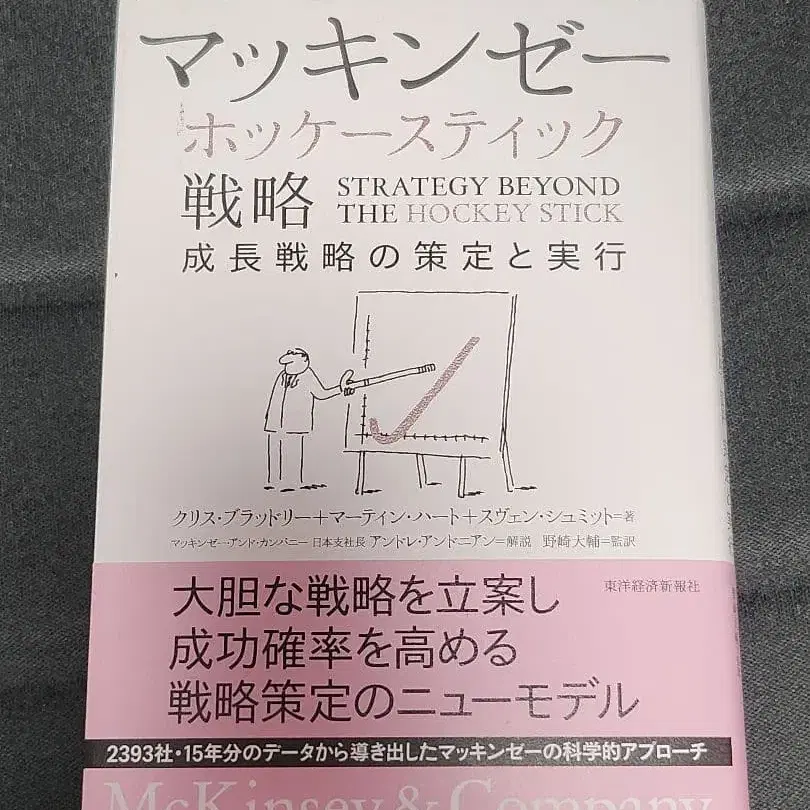 マッキンゼー
ホッケースティック
戦略 STRATEGY BEYOND
THE HOCKEY STICK
成長戦略の策定と実行
クリス・ブラッドリー＋マーティン・ハート＋スヴェン・シュミット＝著
マッキンゼー・アンド・カンパニー 日本支社長 アンドレ・アンドニアン＝解説 野崎大輔＝監訳
東洋経済新報社
大胆な戦略を立案し
成功確率を高める
戦略策定のニューモデル
2393社・15年分のデータから導き出したマッキンゼーの科学的アプローチ
McKinsey & Company